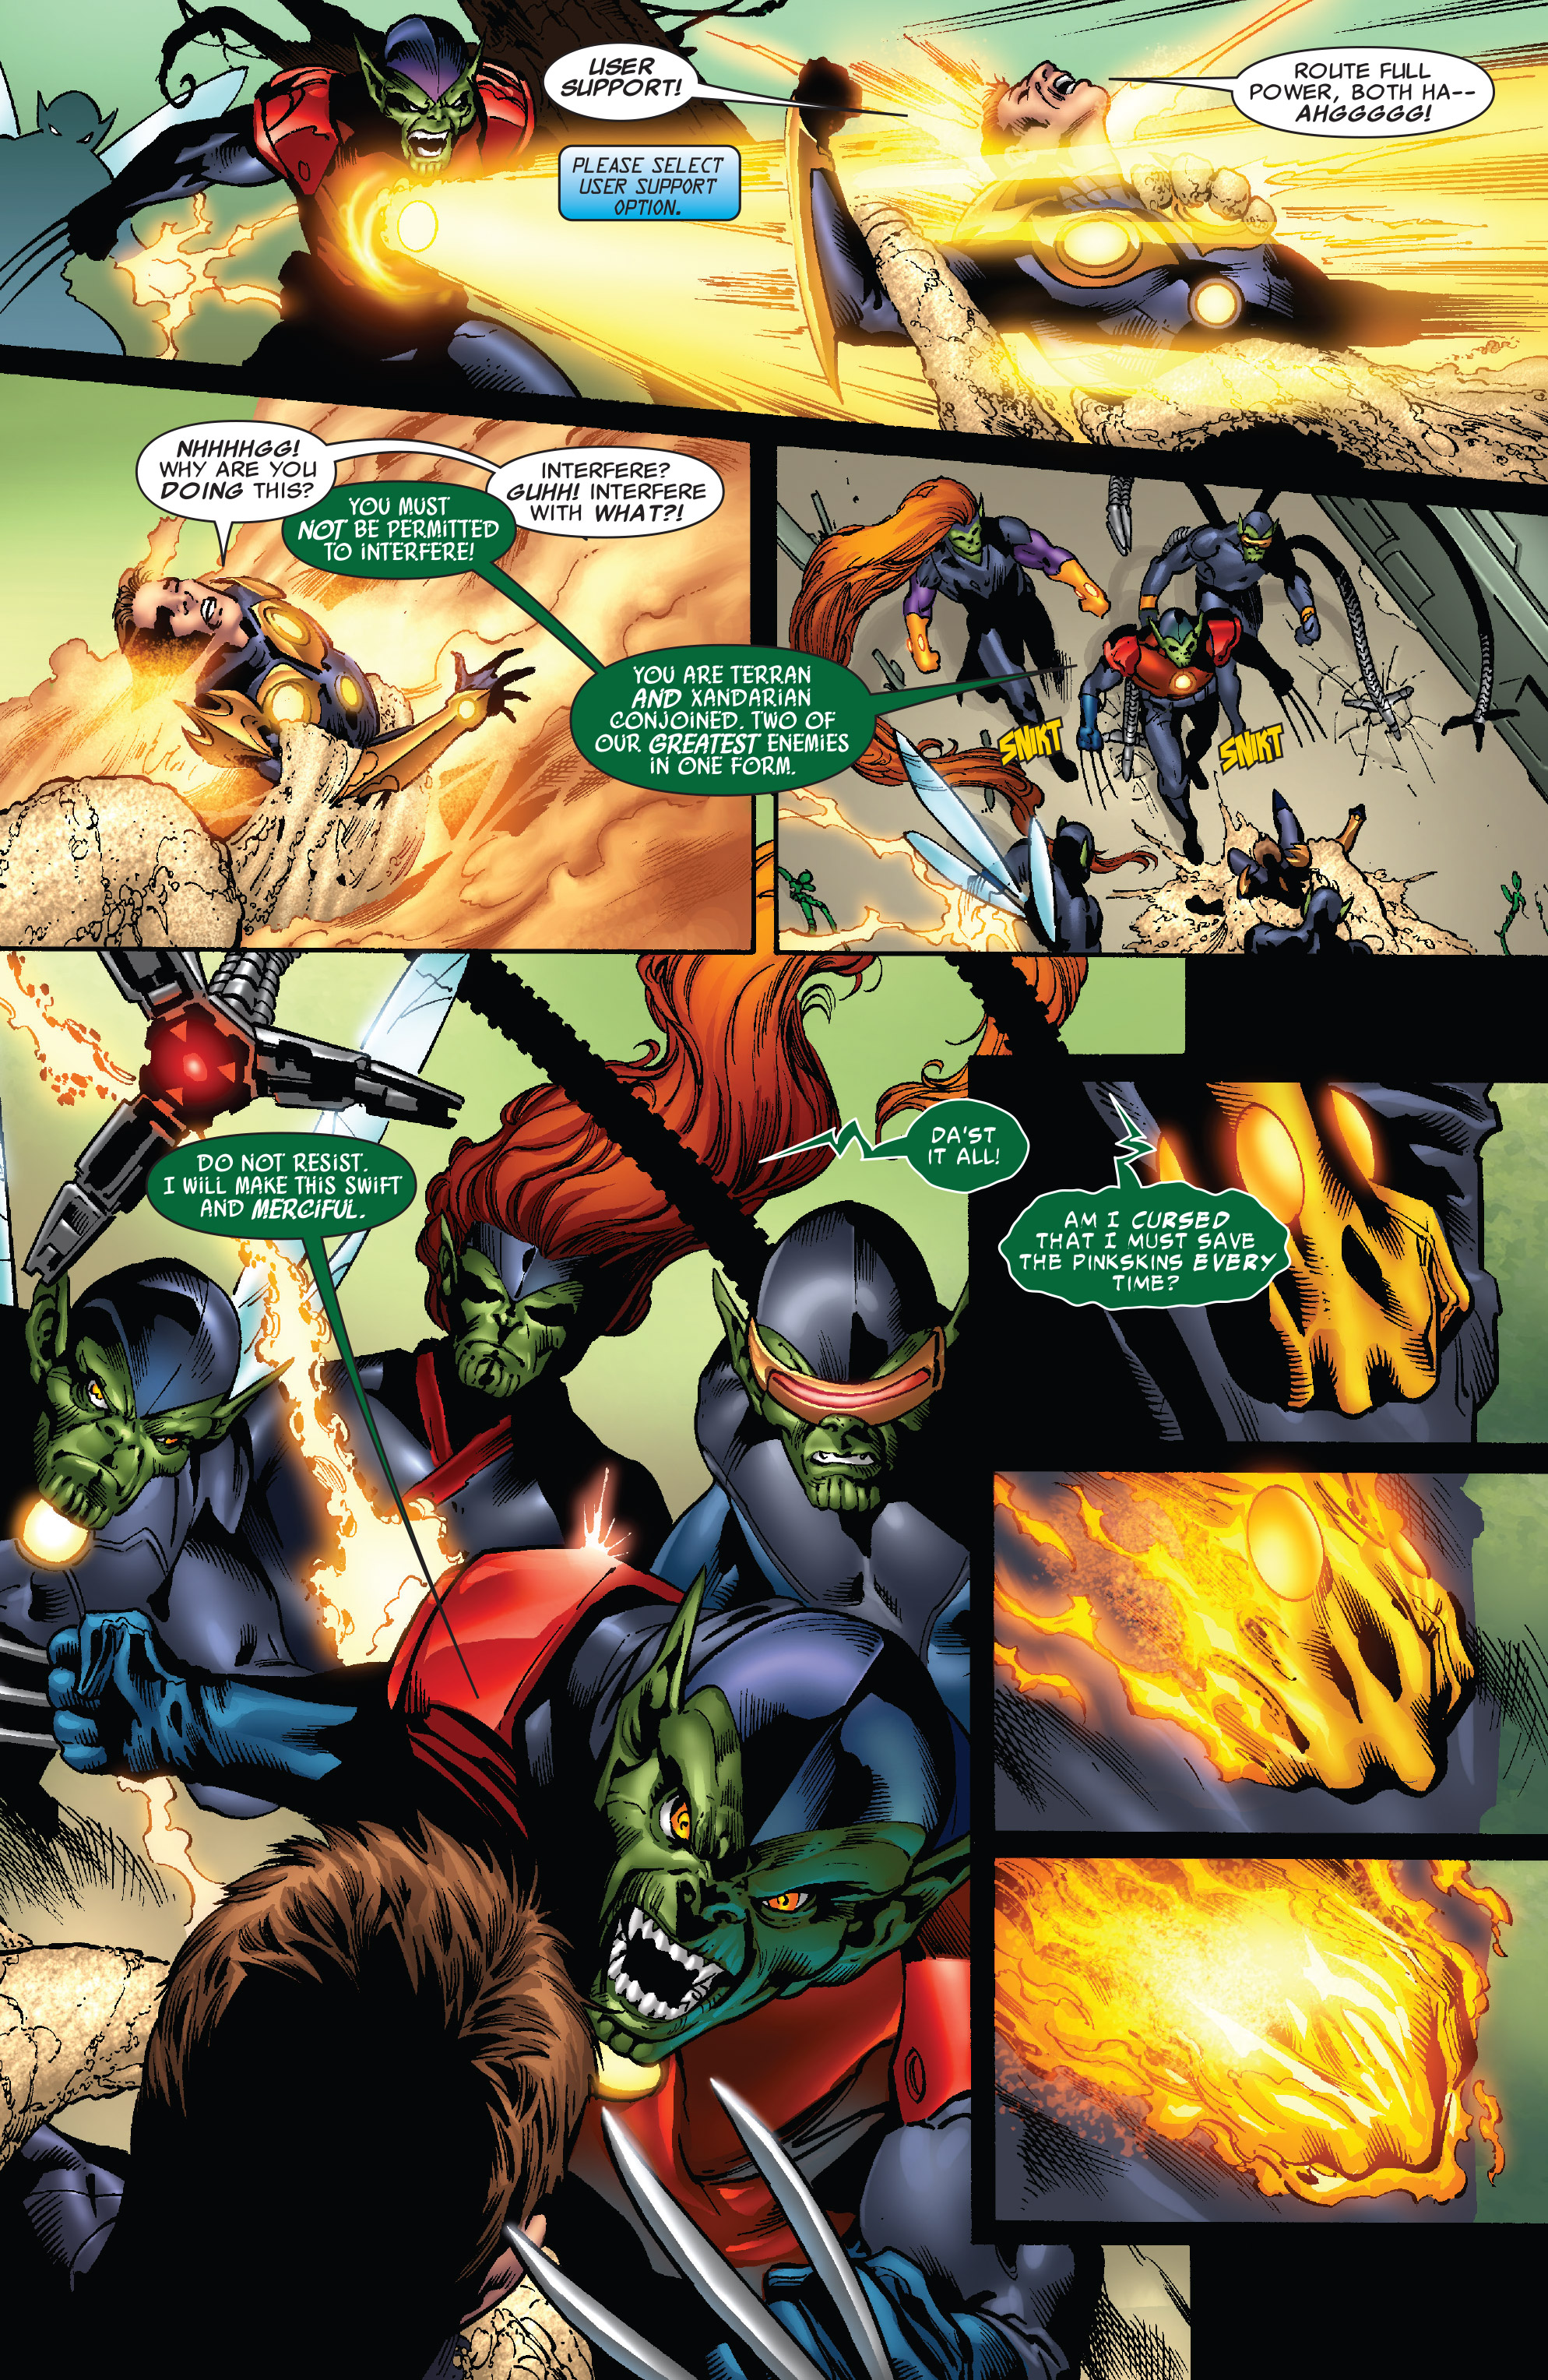 USER
SUPPORT!
PLEASE SELECT
USER SUPPORT
OPTION.
ROUTE FULL
POWER, BOTH HA--
AHGGGGG!
NHHHHGG!
WHY ARE YOU
DOING THIS?
YOU MUST
NOT BE PERMITTED
TO INTERFERE!
INTERFERE?
GUHH! INTERFERE
WITH WHAT?!
YOU ARE TERRAN
AND XANDARIAN
CONJOINED. TWO OF
OUR GREATEST ENEMIES
IN ONE FORM.
SNIKT
SNIKT
DO NOT RESIST.
I WILL MAKE THIS SWIFT
AND MERCIFUL.
DA'ST
IT ALL!
AM I CURSED
THAT I MUST SAVE
THE PINKSKINS EVERY
TIME?